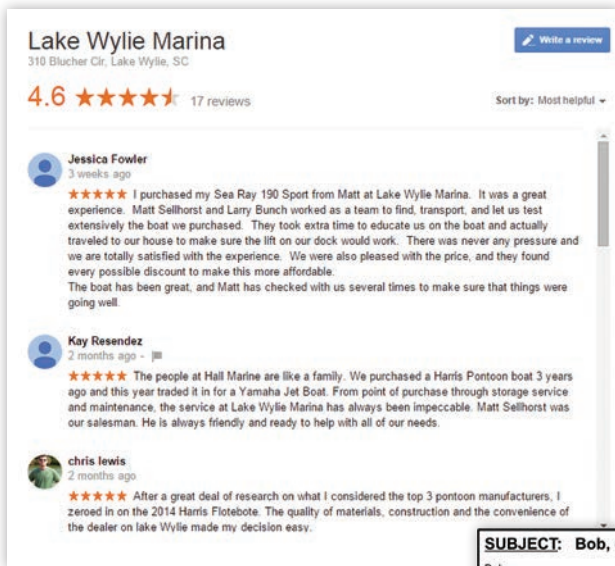 Lake Wylie Marina
310 Blucher Cir, Lake Wylie, SC
Write a review
4.6 17 reviews
Sort by: Most helpful
Jessica Fowler
3 weeks ago
I purchased my Sea Ray 190 Sport from Matt at Lake Wylie Marina. It was a great
experience. Matt Sellhorst and Larry Bunch worked as a team to find, transport, and let us test
extensively the boat we purchased. They took extra time to educate us on the boat and actually
traveled to our house to make sure the lift on our dock would work. There was never any pressure and
we are totally satisfied with the experience. We were also pleased with the price, and they found
every possible discount to make this more affordable.
The boat has been great, and Matt has checked with us several times to make sure that things were
going well.
Kay Resendez
2 months ago -
The people at Hall Marine are like a family. We purchased a Harris Pontoon boat 3 years
ago and this year traded it in for a Yamaha Jet Boat. From point of purchase through storage service
and maintenance, the service at Lake Wylie Marina has always been impeccable. Matt Sellhorst was
our salesman. He is always friendly and ready to help with all of our needs.
chris lewis
2 months ago
After a great deal of research on what I considered the top 3 pontoon manufacturers, I
zeroed in on the 2014 Harris Flotebote. The quality of materials, construction and the convenience of
the dealer on lake Wylie made my decision easy.
SUBJECT: Bob,